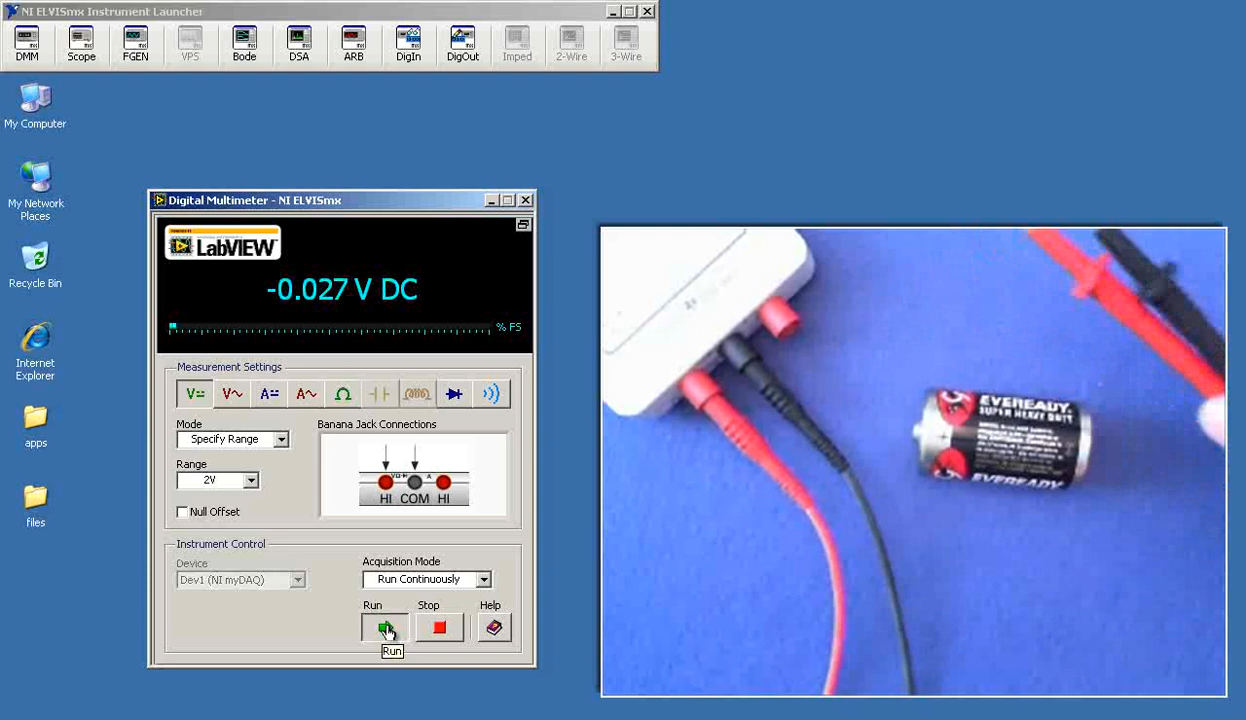 NI ELVISmx Instrument Launcher
DMM Scope FGEN VPS Bode DSA ARB DigIn DigOut Imped 2-Wire 3-Wire
My Computer
My Network
Places
Recycle Bin
Internet
Explorer
apps
files
Digital Multimeter - NI ELVISmx
LabVIEW
-0.027 V DC
% FS
Measurement Settings
V= V~ A= A~ Ω
Mode
Specify Range
Range
2V
Null Offset
Banana Jack Connections
VΩ A
HI COM HI
Instrument Control
Device
Dev1 (NI myDAQ)
Acquisition Mode
Run Continuously
Run Stop Help
Run
EVEREADY
SUPER HEAVY DUTY
EVEREADY